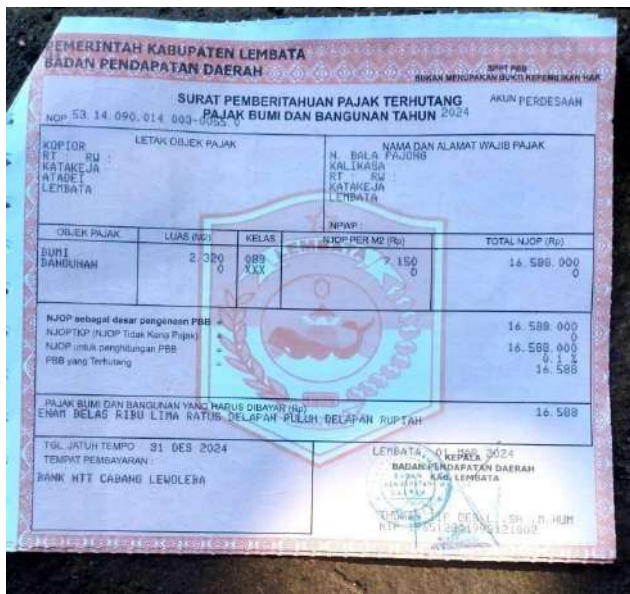 PEMERINTAH KABUPATEN LEMBATA
BADAN PENDAPATAN DAERAH
SPPT PBB
BUKAN MERUPAKAN BUKTI KEPEMILIKAN HAK
SURAT PEMBERITAHUAN PAJAK TERHUTANG
AKUN PERDESAAN
NOP 53.14.090.014.003-0055.0
PAJAK BUMI DAN BANGUNAN TAHUN 2024
LETAK OBJEK PAJAK
KOPIOR
RT : RW :
KATAKEJA
ATADEI
LEMBATA
NAMA DAN ALAMAT WAJIB PAJAK
N. BALA PAJONG
KALIKASA
RT : RW :
KATAKEJA
LEMBATA
NPWP :
OBJEK PAJAK LUAS (M2) KELAS NJOP PER M2 (Rp) TOTAL NJOP (Rp)
BUMI 2.320 089 7.150 16.588.000
BANGUNAN 0 XXX 0 0
LEMBATA
NJOP sebagai dasar pengenaan PBB = 16.588.000
NJOPTKP (NJOP Tidak Kena Pajak) = 0
NJOP untuk penghitungan PBB = 16.588.000
0.1 %
PBB yang Terhutang = 16.588
PAJAK BUMI DAN BANGUNAN YANG HARUS DIBAYAR (Rp) 16.588
ENAM BELAS RIBU LIMA RATUS DELAPAN PULUH DELAPAN RUPIAH
TGL JATUH TEMPO 31 DES 2024
TEMPAT PEMBAYARAN :
BANK NTT CABANG LEWOLEBA
LEMBATA, 01 MAR 2024
KEPALA
BADAN PENDAPATAN DAERAH
KAB. LEMBATA
SH.,M.HUM
NIP